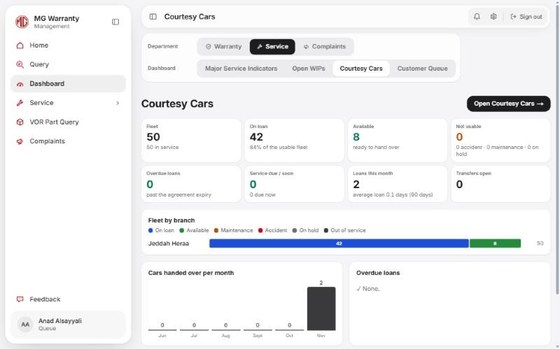 MG Warranty
Management
Courtesy Cars
Sign out
Home
Query
Dashboard
Service
VOR Part Query
Complaints
Feedback
AA
Anad Alsayyali
Queue
Department
Warranty
Service
Complaints
Dashboard
Major Service Indicators
Open WIPs
Courtesy Cars
Customer Queue
Courtesy Cars
Open Courtesy Cars →
Fleet
50
50 in service
On loan
42
84% of the usable fleet
Available
8
ready to hand over
Not usable
0
0 accident · 0 maintenance · 0 on hold
Overdue loans
0
past the agreement expiry
Service due / soon
0
0 due now
Loans this month
2
average loan 0.1 days (90 days)
Transfers open
0
Fleet by branch
On loan
Available
Maintenance
Accident
On hold
Out of service
Jeddah Heraa
42
8
50
Cars handed over per month
0
0
0
0
0
2
Jun
Jul
Aug
Sept
Oct
Nov
Overdue loans
✓ None.